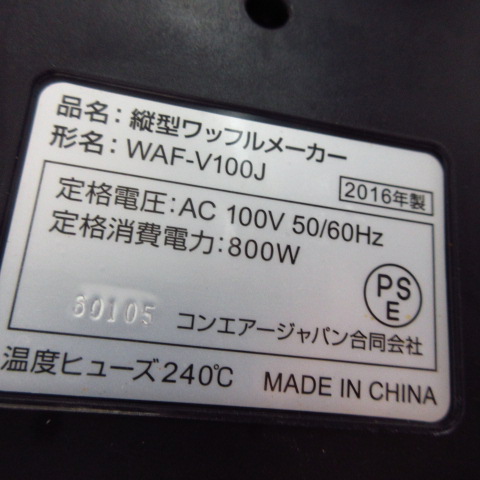 品名：縦型ワッフルメーカー
形名：WAF-V100J
2016年製
定格電圧：AC 100V 50/60Hz
定格消費電力：800W
PS
E
60105
コンエアージャパン合同会社
温度ヒューズ240℃
MADE IN CHINA